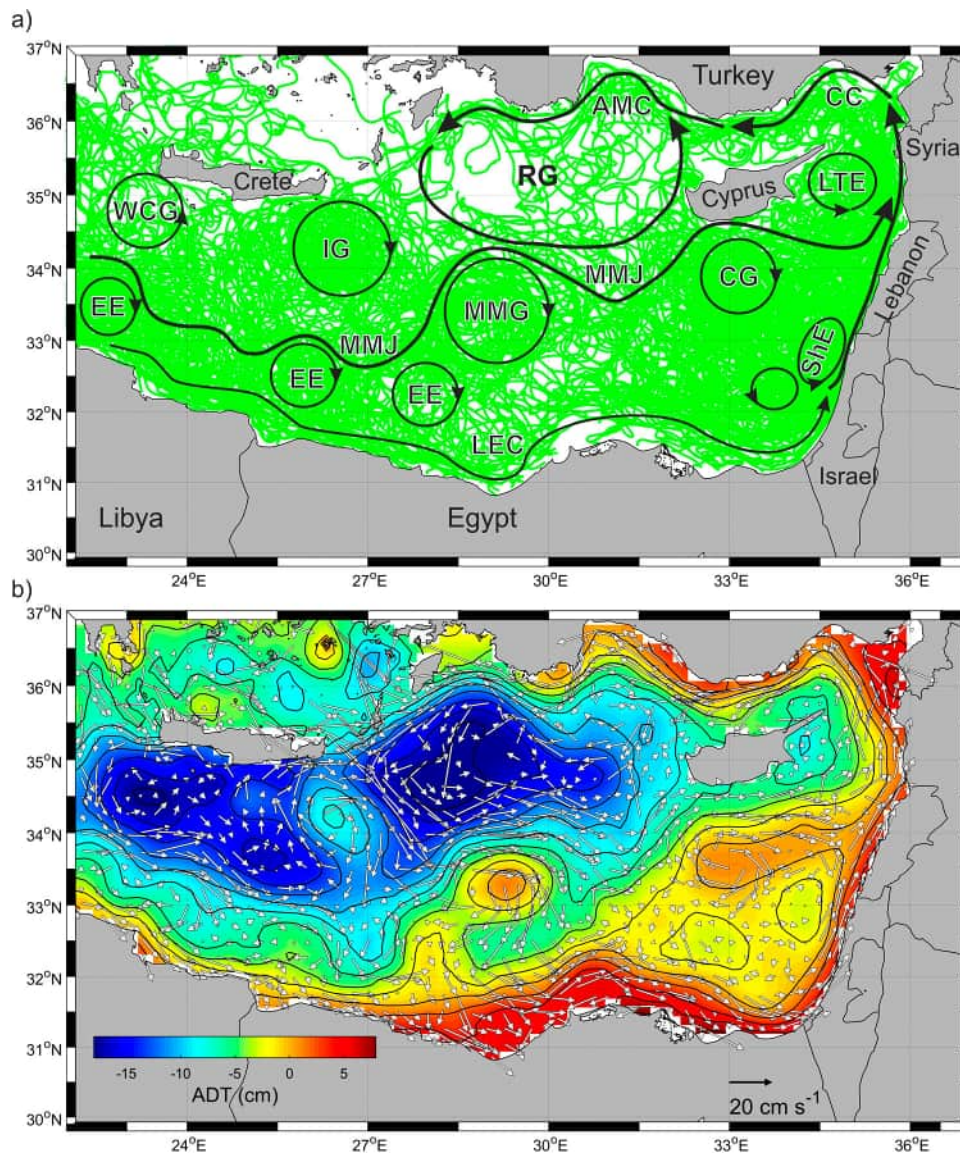 a)
37°N
36°N
35°N
34°N
33°N
32°N
31°N
30°N
Turkey
AMC
CC
Syria
Crete
RG
Cyprus
LTE
WCG
IG
MMJ
CG
Lebanon
EE
MMG
MMJ
ShE
EE
EE
LEC
Israel
Libya
Egypt
24°E
27°E
30°E
33°E
36°E
b)
37°N
36°N
35°N
34°N
33°N
32°N
31°N
30°N
-15 -10 -5 0 5
ADT (cm)
20 cm s⁻¹
24°E
27°E
30°E
33°E
36°E